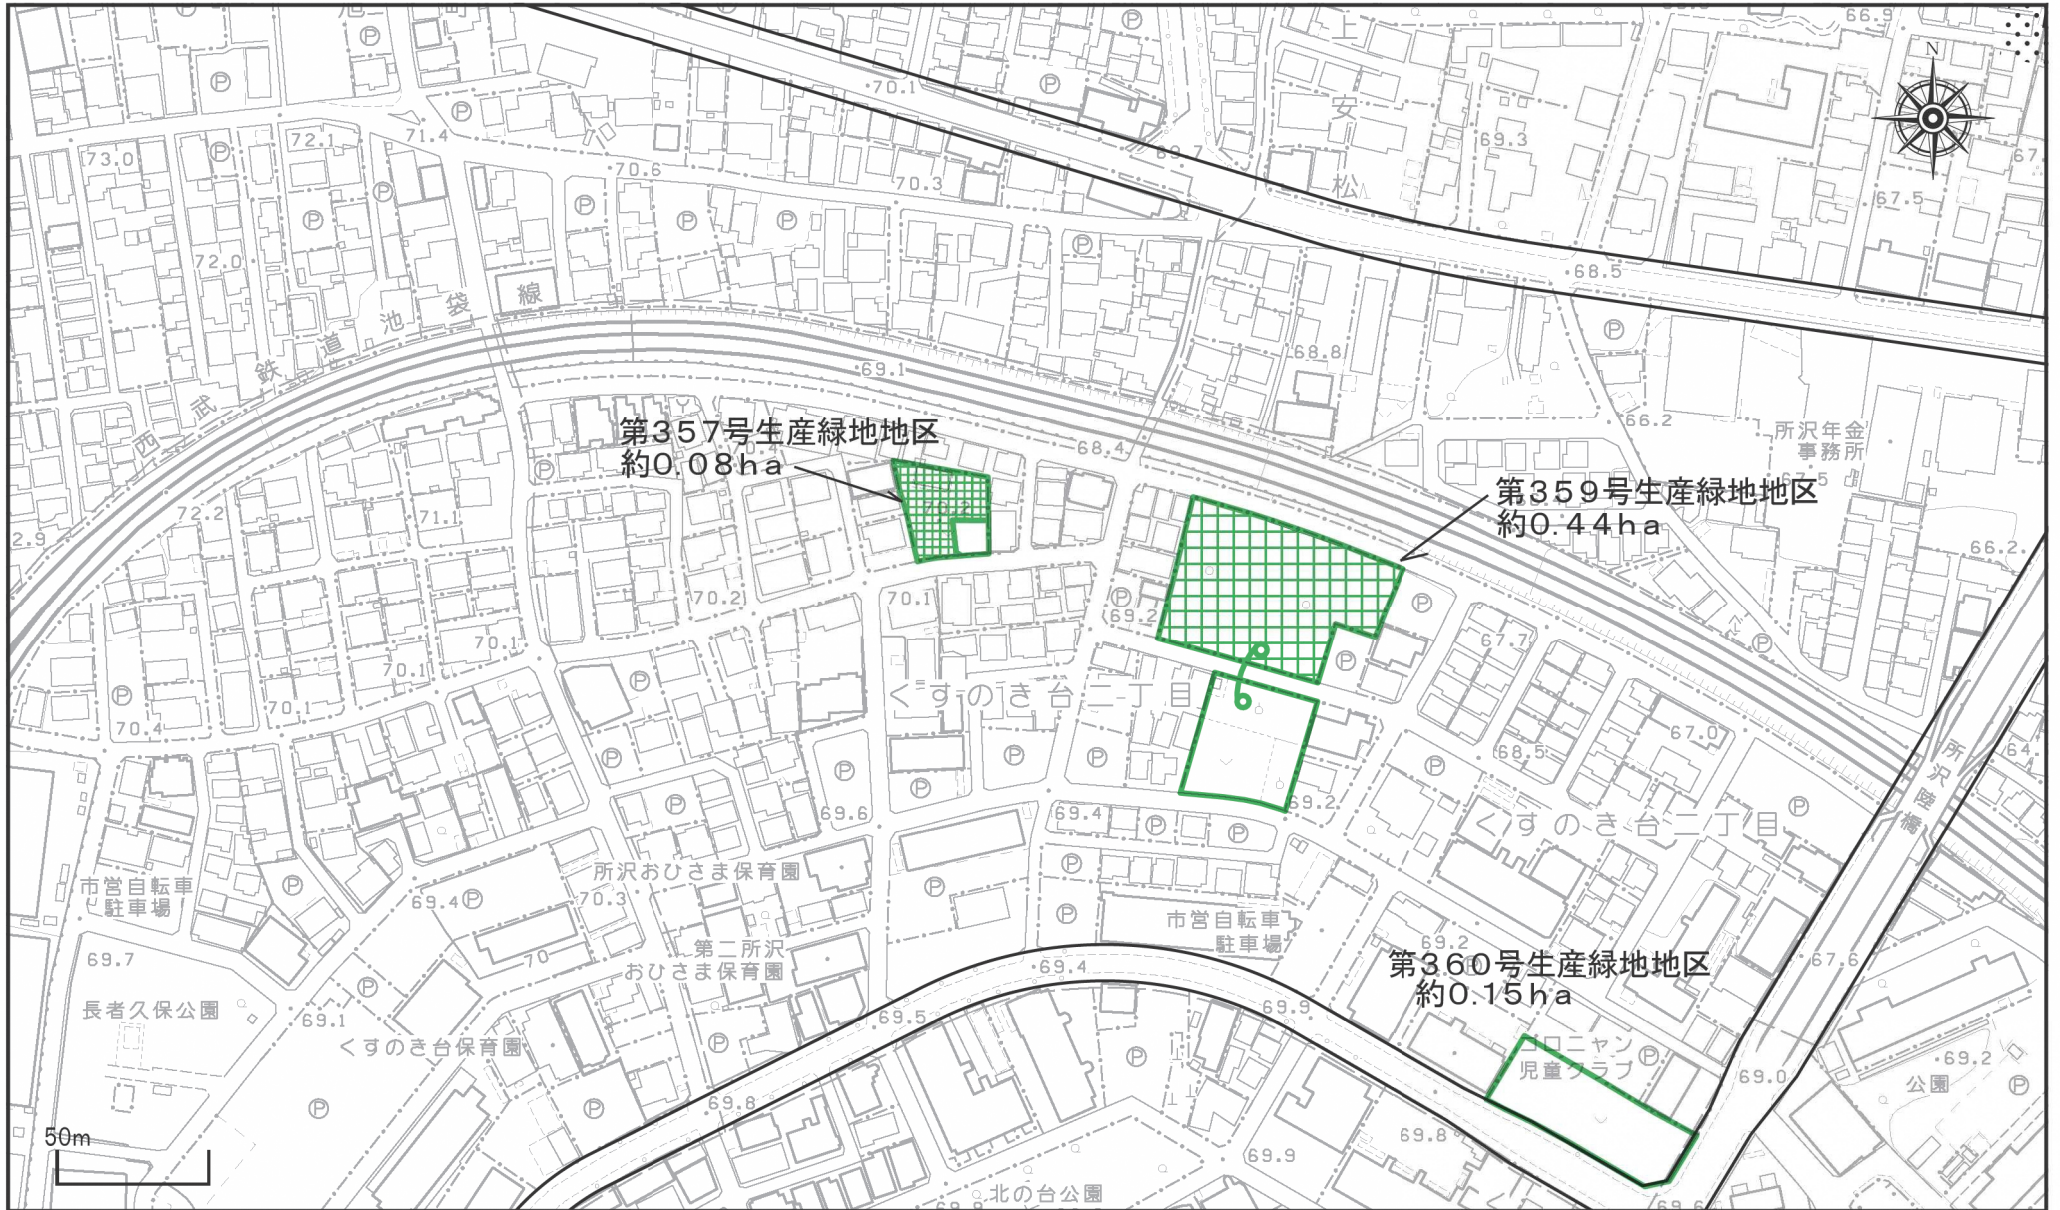 上安松
N
70.1
66.9
73.0
72.1
71.4
70.6
70.3
69.7
69.3
67.5
72.0
68.5
西武鉄道池袋線
69.1
68.8
66.2
所沢年金
事務所
67.5
第357号生産緑地地区
約0.08ha
68.4
第359号生産緑地地区
約0.44ha
72.2
71.1
70.2
66.2
70.2
70.1
69.2
67.7
70.1
70.1
70.1
70.4
くすのき台二丁目
68.5
67.0
所沢陸橋
69.6
69.4
69.2
くすのき台二丁目
所沢おひさま保育園
市営自転車
駐車場
69.4
70.3
市営自転車
駐車場
第二所沢
おひさま保育園
69.7
70
69.4
69.2
67.6
第360号生産緑地地区
約0.15ha
長者久保公園
69.1
くすのき台保育園
69.5
69.9
コロニャン
児童クラブ
69.0
69.2
公園
69.8
69.8
69.9
50m
北の台公園